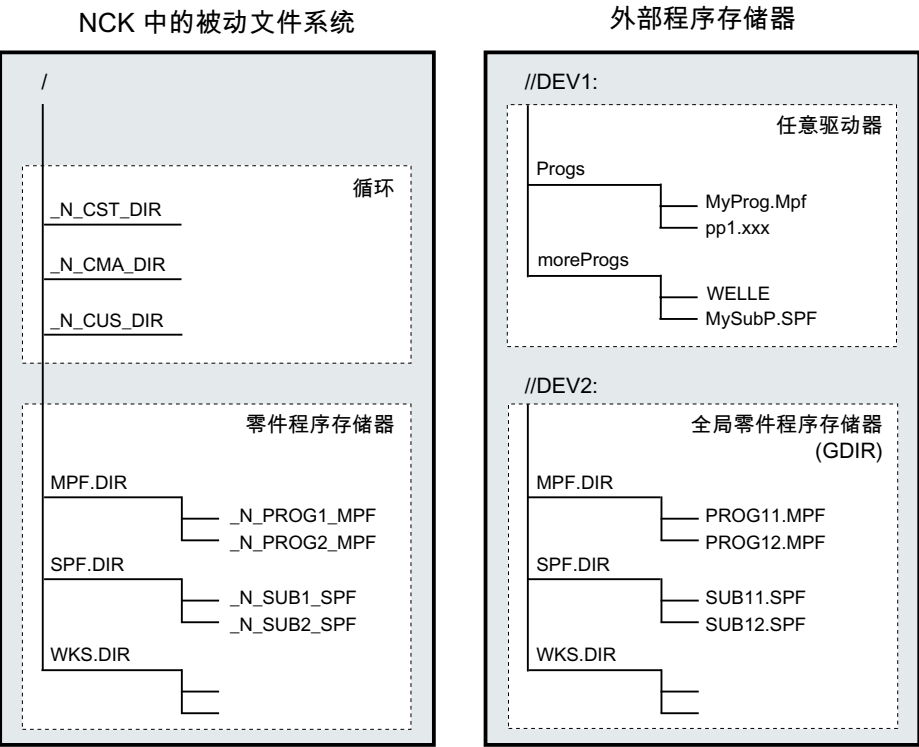 NCK 中的被动文件系统
/
循环
_N_CST_DIR
_N_CMA_DIR
_N_CUS_DIR
零件程序存储器
MPF.DIR
_N_PROG1_MPF
_N_PROG2_MPF
SPF.DIR
_N_SUB1_SPF
_N_SUB2_SPF
WKS.DIR
外部程序存储器
//DEV1:
任意驱动器
Progs
MyProg.Mpf
pp1.xxx
moreProgs
WELLE
MySubP.SPF
//DEV2:
全局零件程序存储器
(GDIR)
MPF.DIR
PROG11.MPF
PROG12.MPF
SPF.DIR
SUB11.SPF
SUB12.SPF
WKS.DIR